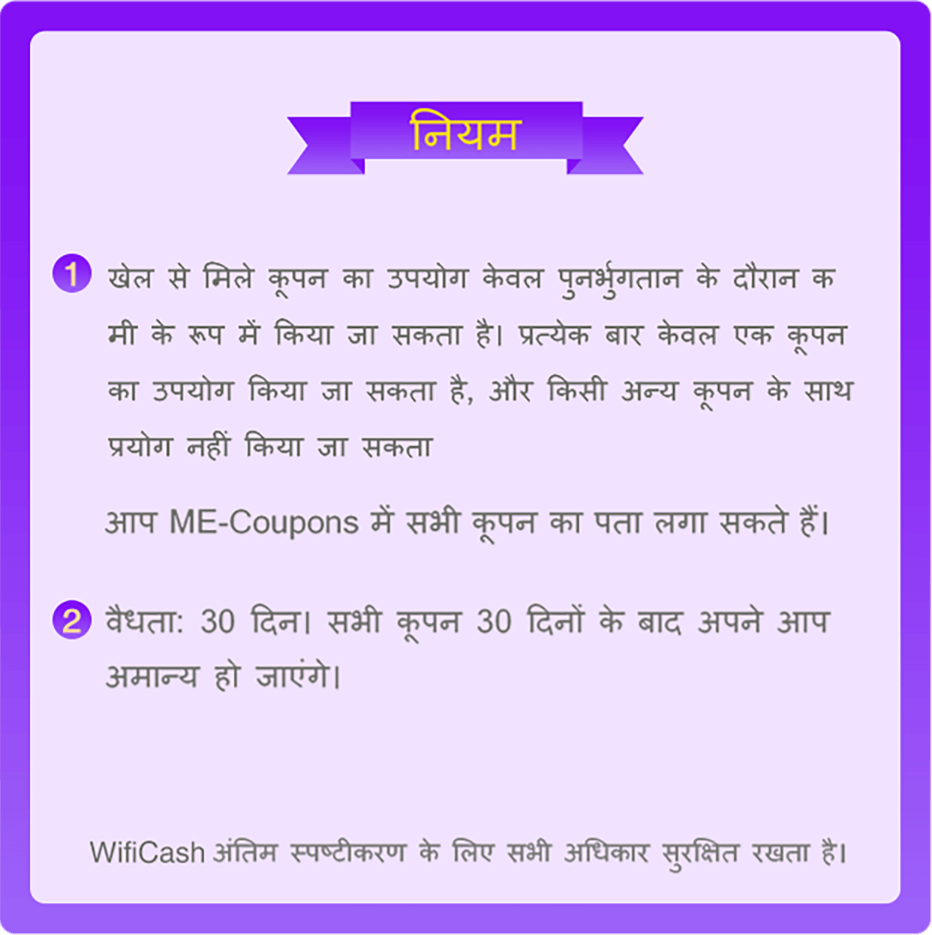 नियम
1 खेल से मिले कूपन का उपयोग केवल पुनर्भुगतान के दौरान क
मी के रूप में किया जा सकता है। प्रत्येक बार केवल एक कूपन
का उपयोग किया जा सकता है, और किसी अन्य कूपन के साथ
प्रयोग नहीं किया जा सकता
आप ME-Coupons में सभी कूपन का पता लगा सकते हैं।
2 वैधता: 30 दिन। सभी कूपन 30 दिनों के बाद अपने आप
अमान्य हो जाएंगे।
WifiCash अंतिम स्पष्टीकरण के लिए सभी अधिकार सुरक्षित रखता है।